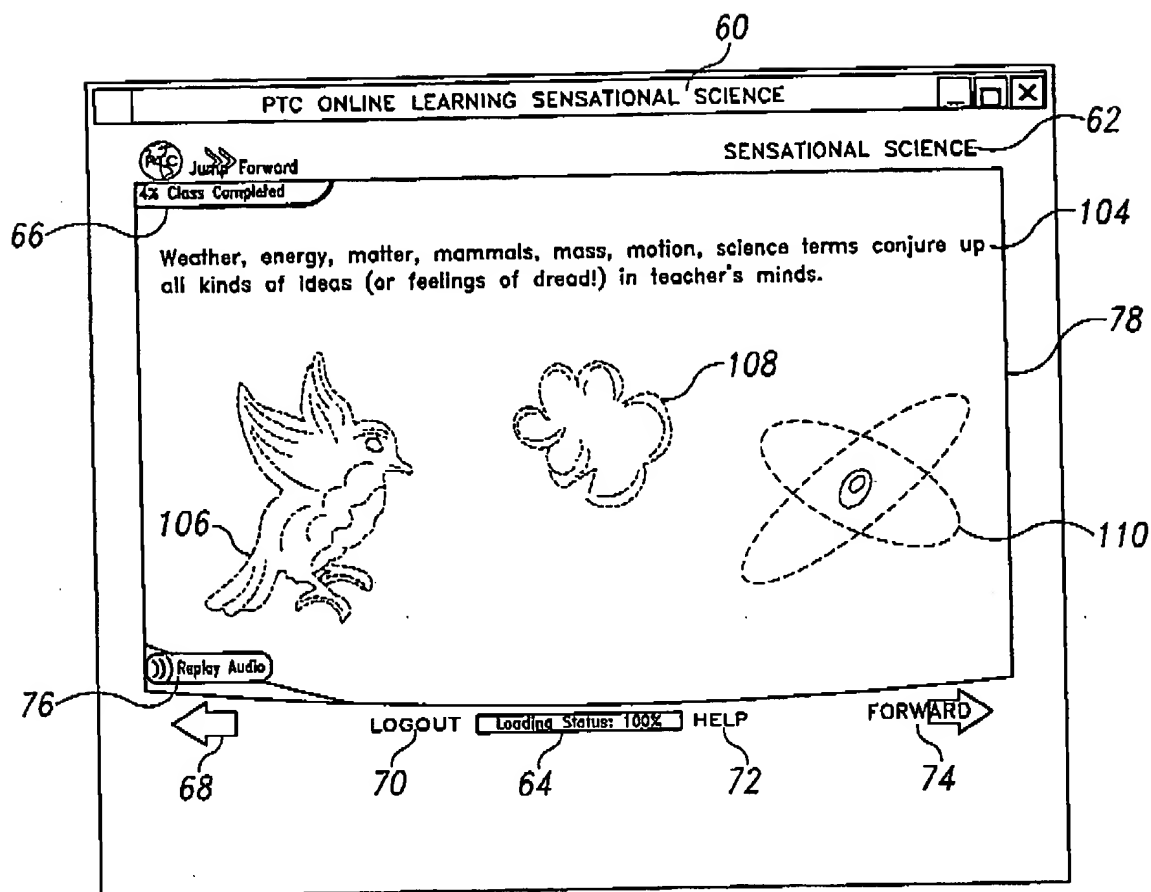 60
PTC ONLINE LEARNING SENSATIONAL SCIENCE
62
SENSATIONAL SCIENCE
PTC Jump Forward
4% Class Completed
66
104
Weather, energy, matter, mammals, mass, motion, science terms conjure up
all kinds of ideas (or feelings of dread!) in teacher's minds.
78
108
106
110
Replay Audio
76
LOGOUT Loading Status: 100% HELP FORWARD
68 70 64 72 74